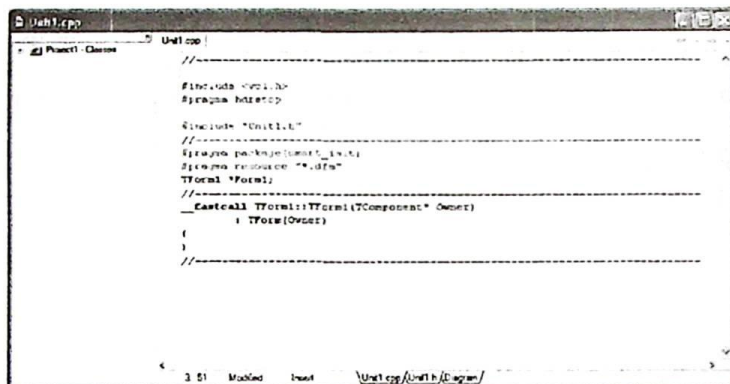 Unit1.cpp
Project1 - Classes
Unit1.cpp
//
#include <vcl.h>
#pragma hdrstop
#include "Unit1.h"
//
#pragma package(smart_init)
#pragma resource "*.dfm"
TForm1 *Form1;
//
__fastcall TForm1::TForm1(TComponent* Owner)
: TForm(Owner)
{
}
//
3: 51 Modified Insert Unit1.cpp Unit1.h Diagram